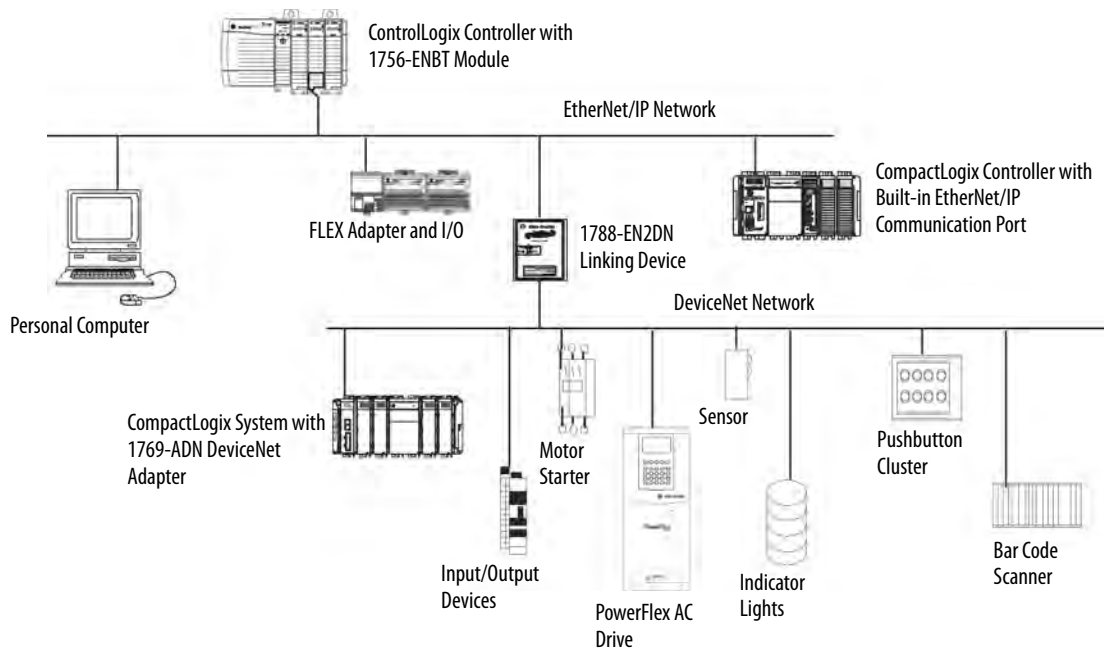 ControlLogix Controller with
1756-ENBT Module
EtherNet/IP Network
CompactLogix Controller with
Built-in EtherNet/IP
Communication Port
FLEX Adapter and I/O
1788-EN2DN
Linking Device
Personal Computer
DeviceNet Network
CompactLogix System with
1769-ADN DeviceNet
Adapter
Motor
Starter
Sensor
Pushbutton
Cluster
Input/Output
Devices
PowerFlex AC
Drive
Indicator
Lights
Bar Code
Scanner